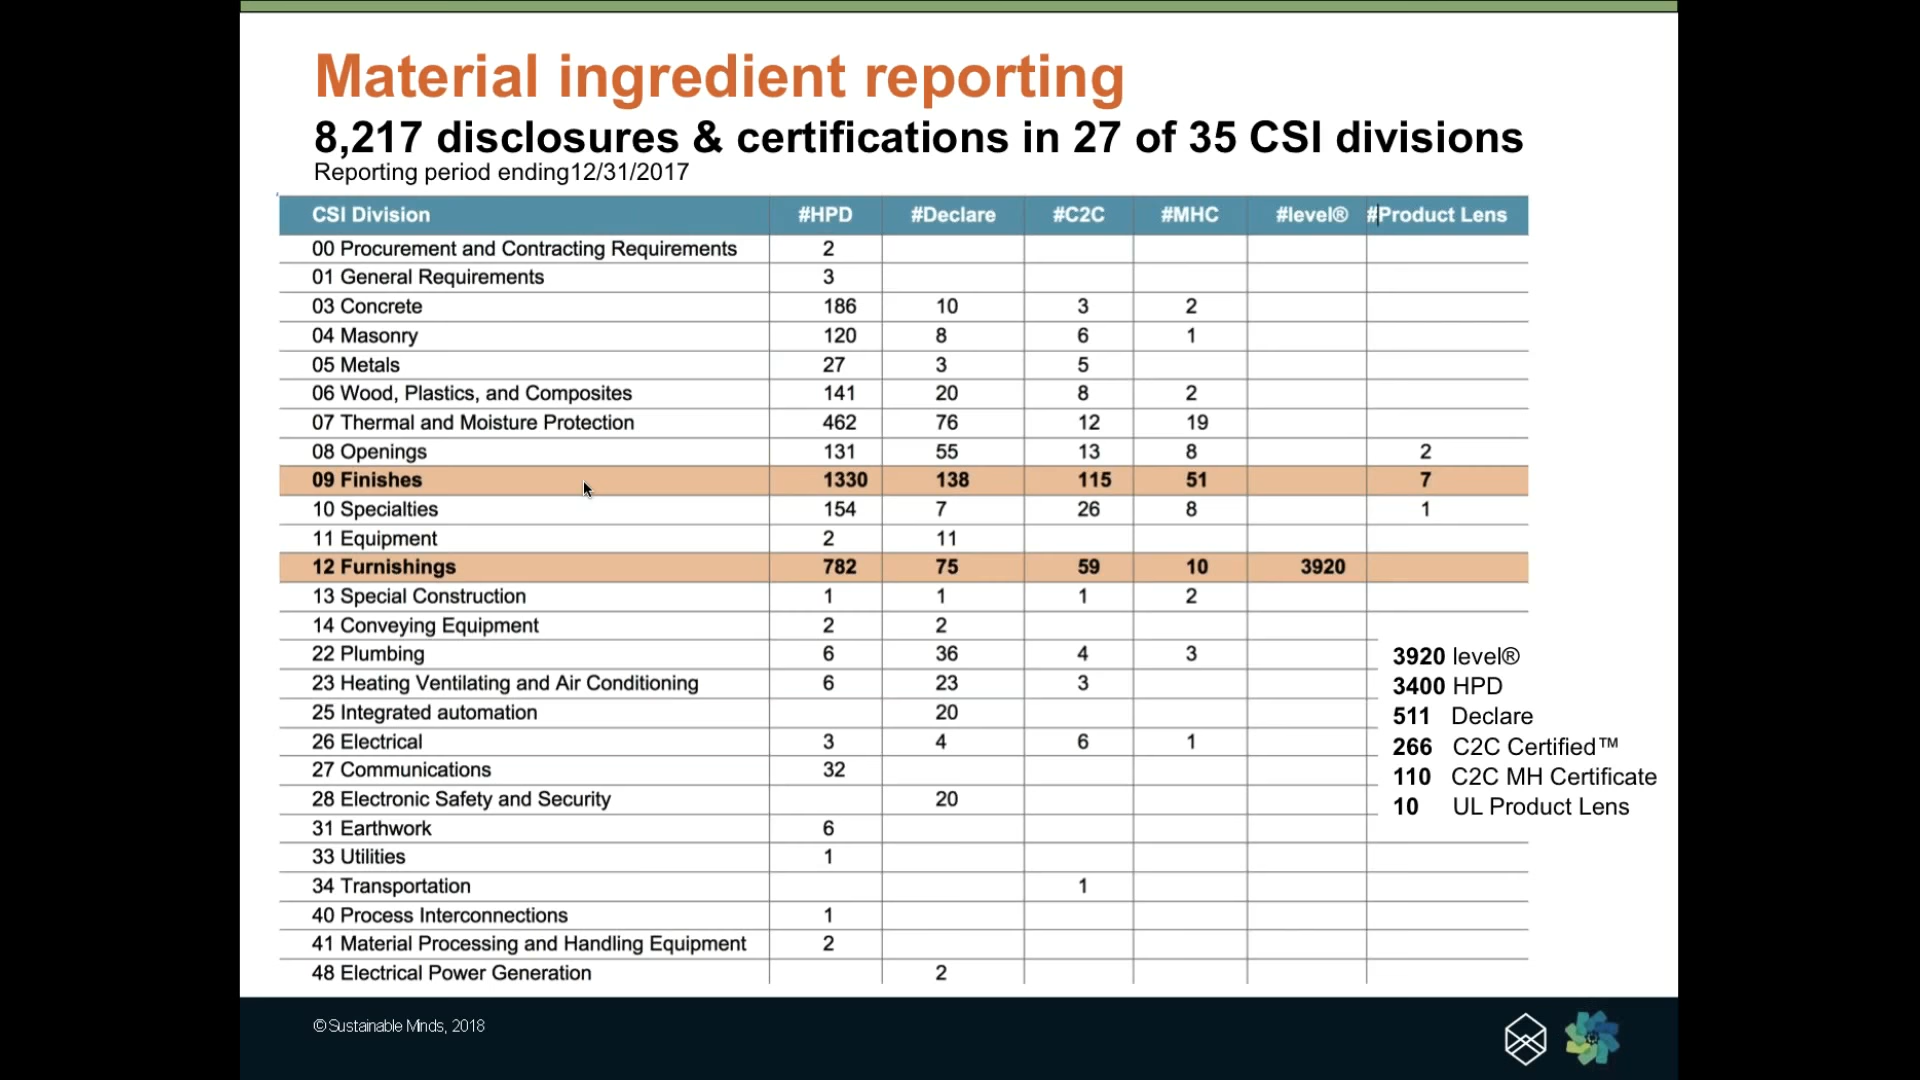 Material ingredient reporting
8,217 disclosures & certifications in 27 of 35 CSI divisions
Reporting period ending12/31/2017
CSI Division #HPD #Declare #C2C #MHC #level® #Product Lens
00 Procurement and Contracting Requirements 2
01 General Requirements 3
03 Concrete 186 10 3 2
04 Masonry 120 8 6 1
05 Metals 27 3 5
06 Wood, Plastics, and Composites 141 20 8 2
07 Thermal and Moisture Protection 462 76 12 19
08 Openings 131 55 13 8 2
09 Finishes 1330 138 115 51 7
10 Specialties 154 7 26 8 1
11 Equipment 2 11
12 Furnishings 782 75 59 10 3920
13 Special Construction 1 1 1 2
14 Conveying Equipment 2 2
22 Plumbing 6 36 4 3
23 Heating Ventilating and Air Conditioning 6 23 3
25 Integrated automation 20
26 Electrical 3 4 6 1
27 Communications 32
28 Electronic Safety and Security 20
31 Earthwork 6
33 Utilities 1
34 Transportation 1
40 Process Interconnections 1
41 Material Processing and Handling Equipment 2
48 Electrical Power Generation 2
3920 level®
3400 HPD
511 Declare
266 C2C Certified™
110 C2C MH Certificate
10 UL Product Lens
© Sustainable Minds, 2018